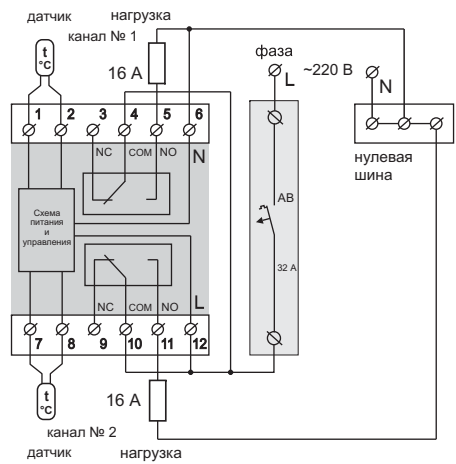 датчик
нагрузка
канал № 1
t
°C
16 А
фаза
L
~220 В
N
1 2 3 4 5 6
NC COM NO
N
нулевая
шина
Схема
питания
и
управления
АВ
32 А
L
NC COM NO
7 8 9 10 11 12
t
°C
16 А
канал № 2
датчик
нагрузка